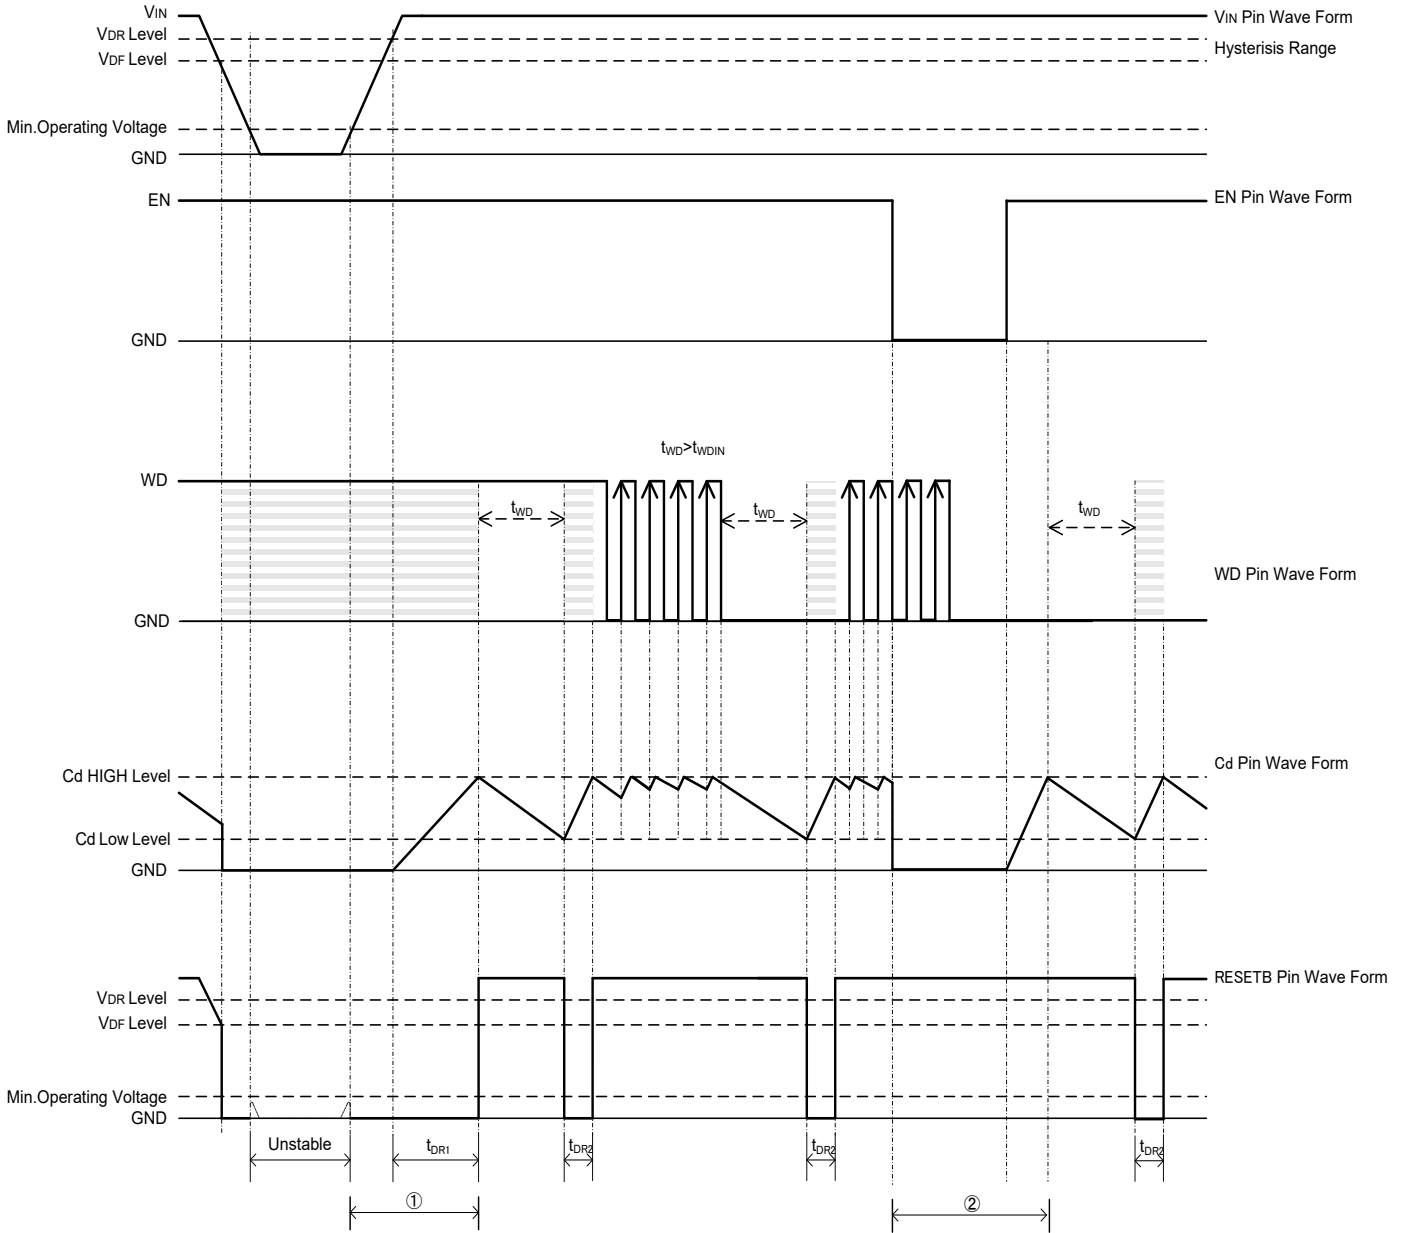 VIN
VIN Pin Wave Form
VDR Level
Hysterisis Range
VDF Level
Min.Operating Voltage
GND
EN
EN Pin Wave Form
GND
tWD>tWDIN
WD
tWD
tWD
tWD
WD Pin Wave Form
GND
Cd HIGH Level
Cd Pin Wave Form
Cd Low Level
GND
RESETB Pin Wave Form
VDR Level
VDF Level
Min.Operating Voltage
GND
Unstable
tDR1
tDR2
tDR2
tDR2
①
②